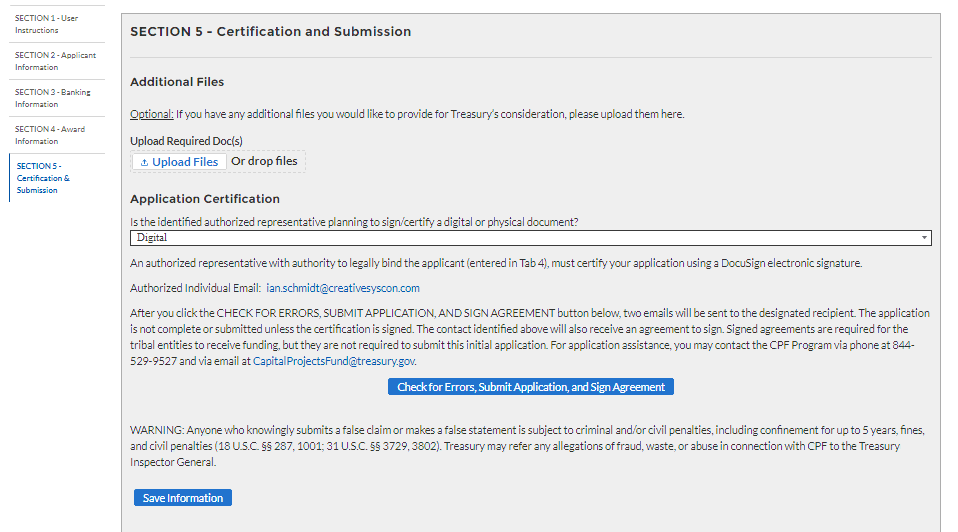 SECTION 1 - User
Instructions
SECTION 2 - Applicant
Information
SECTION 3 - Banking
Information
SECTION 4 - Award
Information
SECTION 5 -
Certification &
Submission
SECTION 5 - Certification and Submission
Additional Files
Optional: If you have any additional files you would like to provide for Treasury's consideration, please upload them here.
Upload Required Doc(s)
Upload Files Or drop files
Application Certification
Is the identified authorized representative planning to sign/certify a digital or physical document?
Digital
An authorized representative with authority to legally bind the applicant (entered in Tab 4), must certify your application using a DocuSign electronic signature.
Authorized Individual Email: ian.schmidt@creativesyscon.com
After you click the CHECK FOR ERRORS, SUBMIT APPLICATION, AND SIGN AGREEMENT button below, two emails will be sent to the designated recipient. The application
is not complete or submitted unless the certification is signed. The contact identified above will also receive an agreement to sign. Signed agreements are required for the
tribal entities to receive funding, but they are not required to submit this initial application. For application assistance, you may contact the CPF Program via phone at 844-
529-9527 and via email at CapitalProjectsFund@treasury.gov.
Check for Errors, Submit Application, and Sign Agreement
WARNING: Anyone who knowingly submits a false claim or makes a false statement is subject to criminal and/or civil penalties, including confinement for up to 5 years, fines,
and civil penalties (18 U.S.C. §§ 287, 1001; 31 U.S.C. §§ 3729, 3802). Treasury may refer any allegations of fraud, waste, or abuse in connection with CPF to the Treasury
Inspector General.
Save Information